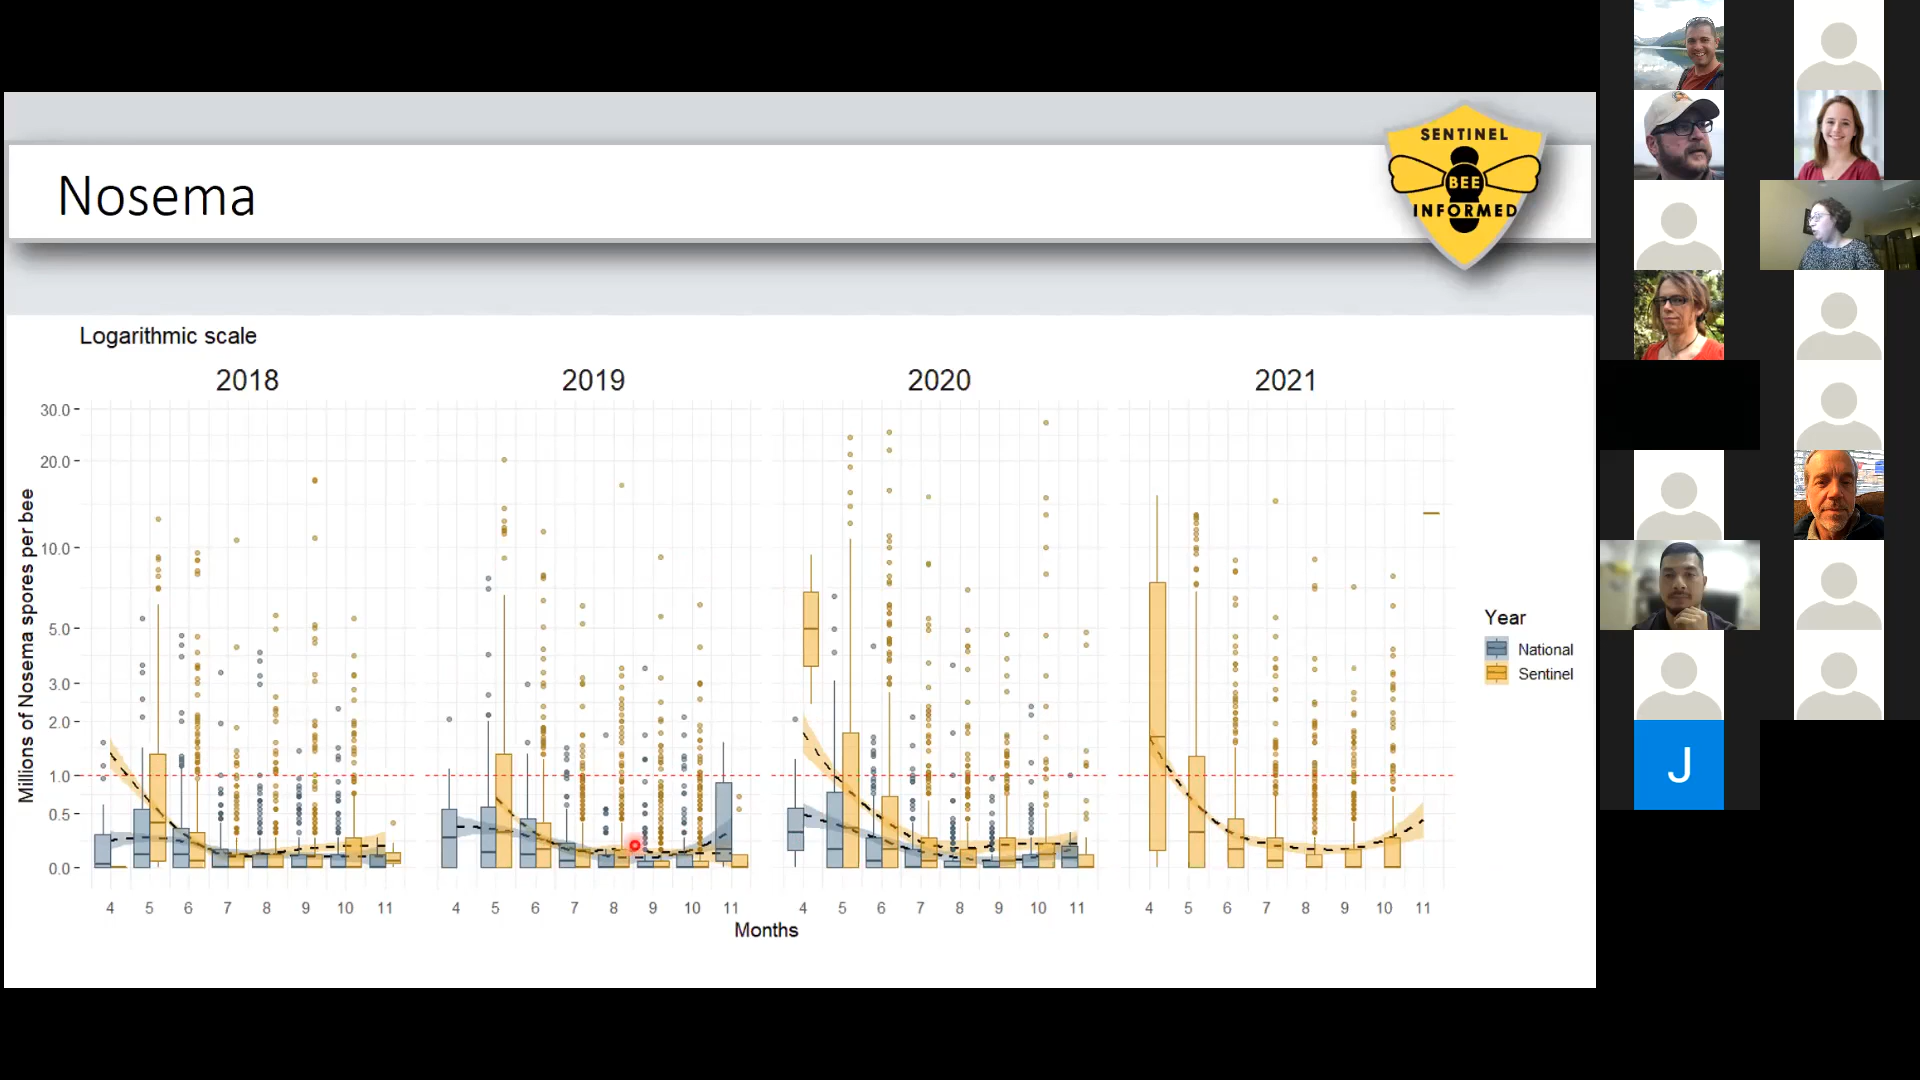 Nosema
SENTINEL
BEE
INFORMED
Logarithmic scale
2018 2019 2020 2021
30.0
20.0
10.0
5.0
3.0
2.0
1.0
0.5
0.0
Millions of Nosema spores per bee
4 5 6 7 8 9 10 11 4 5 6 7 8 9 10 11 4 5 6 7 8 9 10 11 4 5 6 7 8 9 10 11
Months
Year
National
Sentinel
J